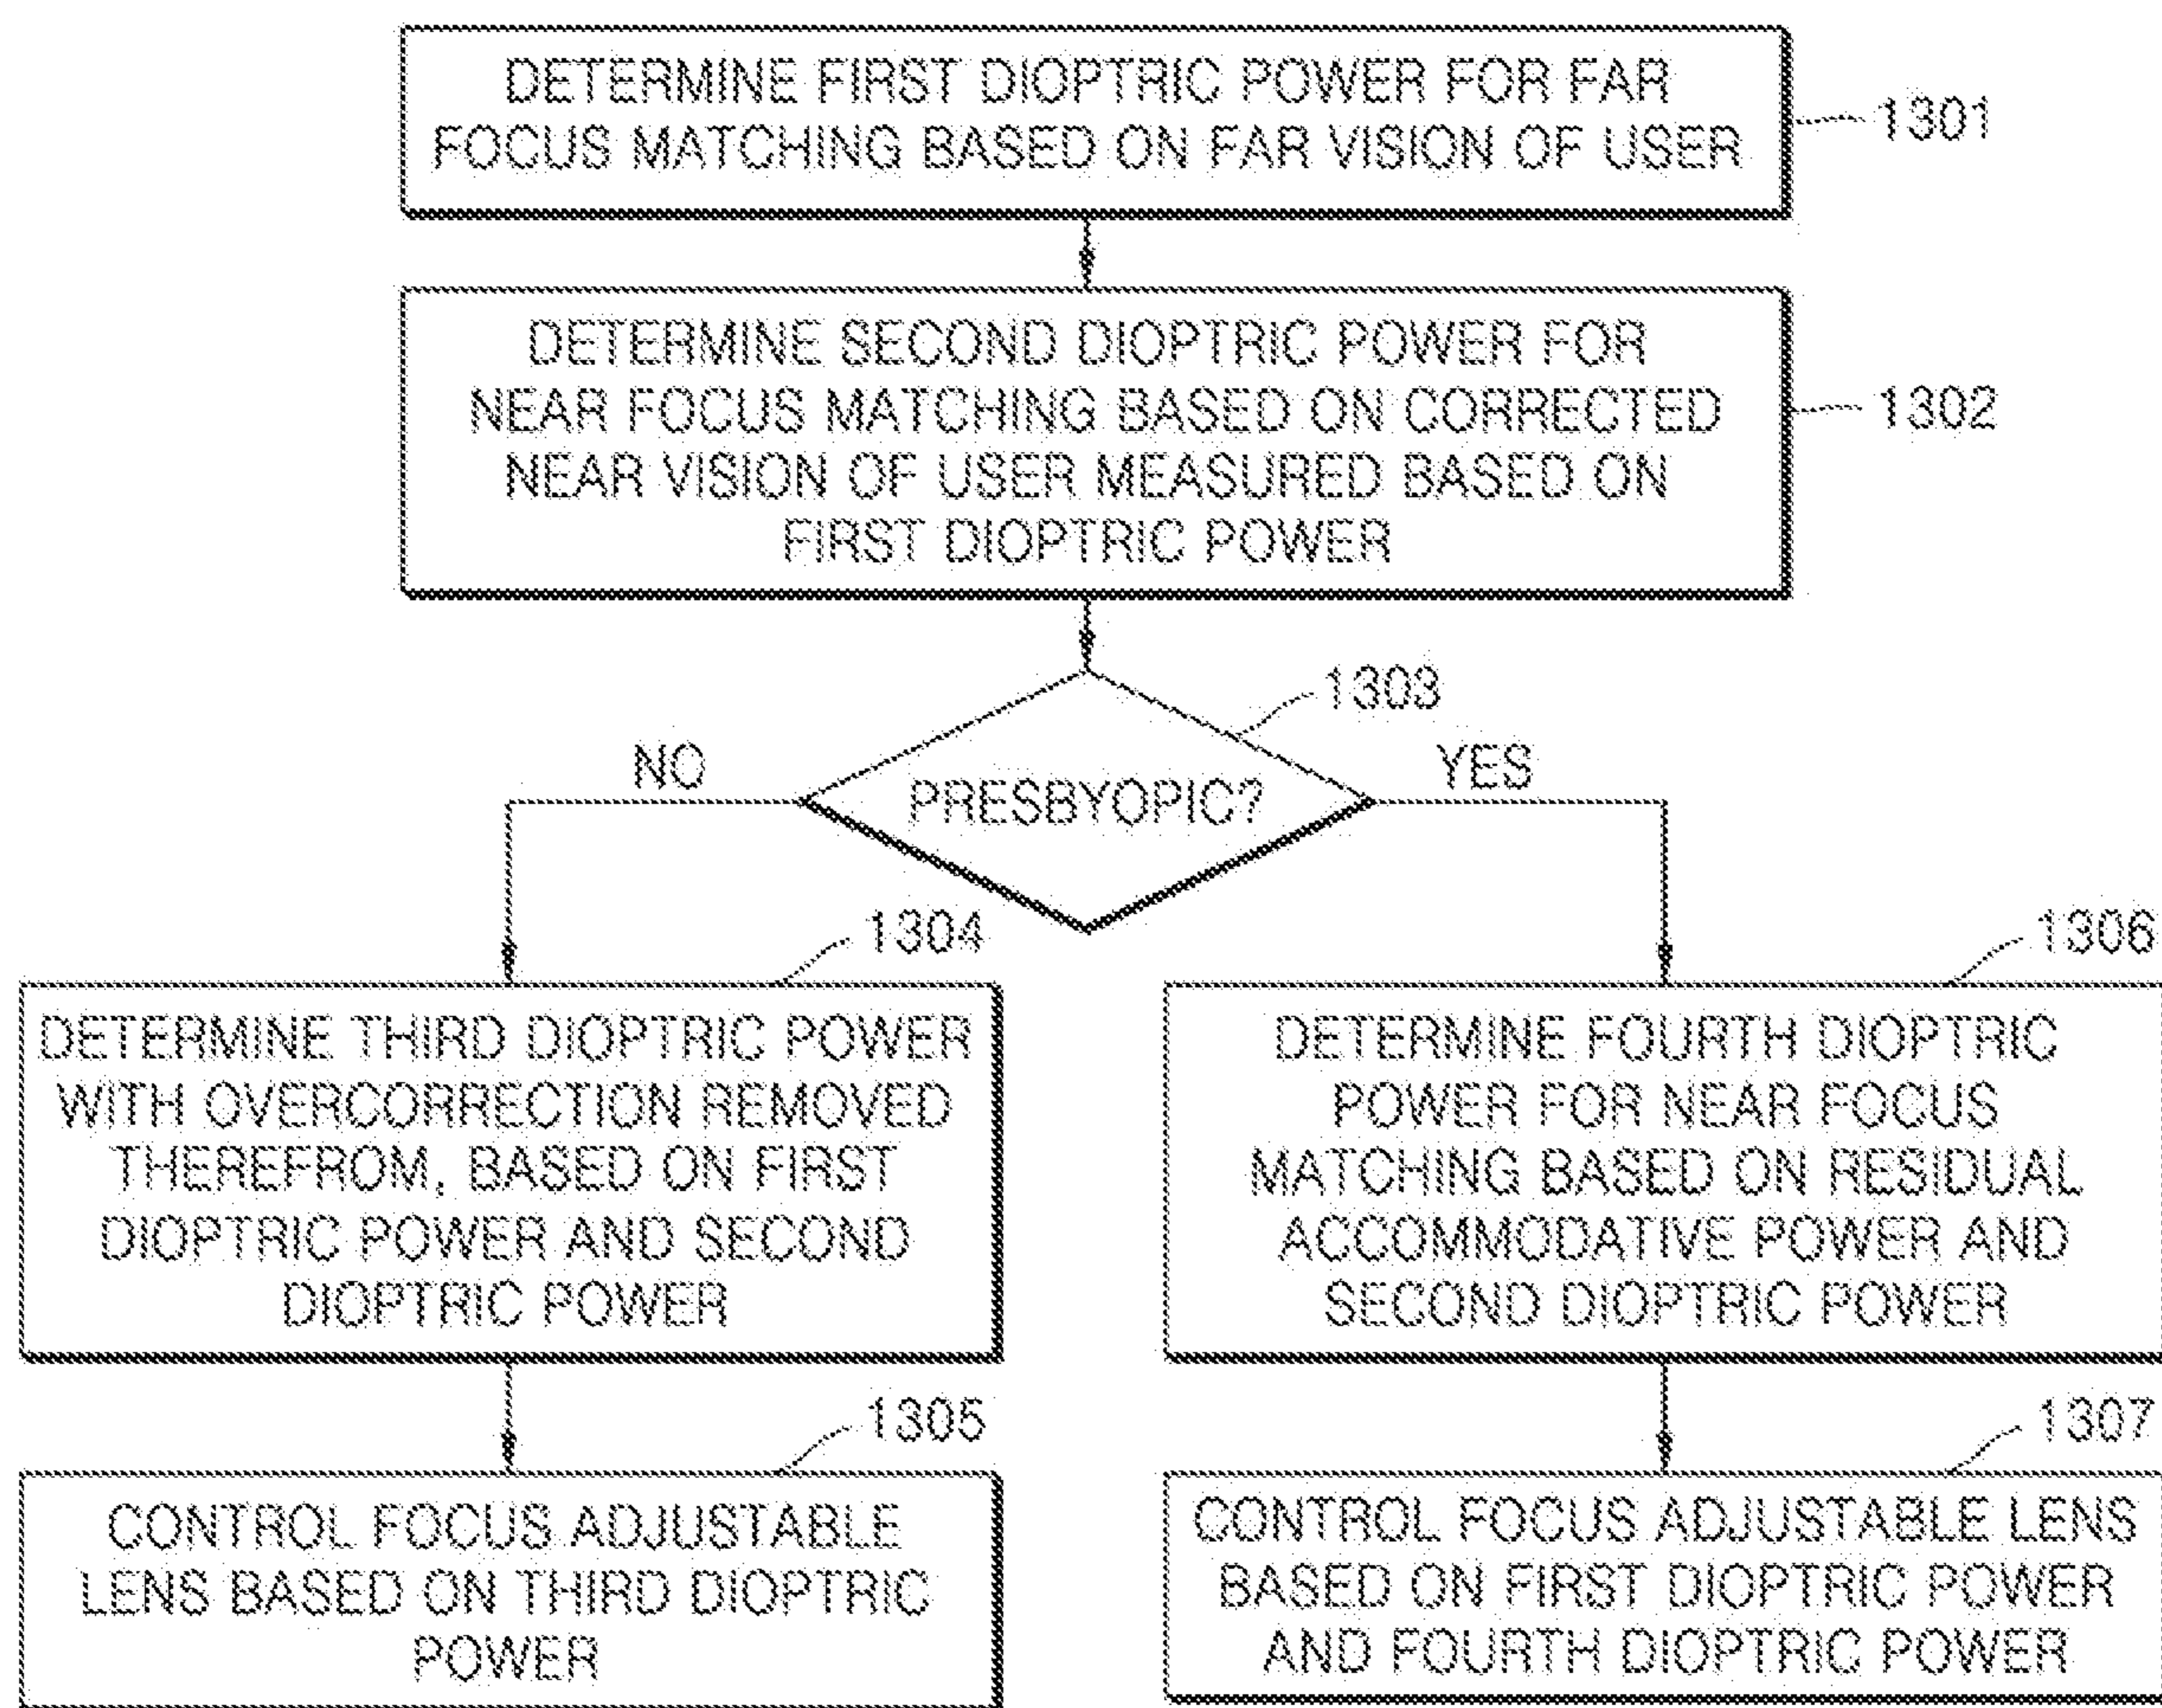 DETERMINE FIRST DIOPTRIC POWER FOR FAR
FOCUS MATCHING BASED ON FAR VISION OF USER
1301
DETERMINE SECOND DIOPTRIC POWER FOR
NEAR FOCUS MATCHING BASED ON CORRECTED
NEAR VISION OF USER MEASURED BASED ON
FIRST DIOPTRIC POWER
1302
1303
NO
PRESBYOPIC?
YES
1304
DETERMINE THIRD DIOPTRIC POWER
WITH OVERCORRECTION REMOVED
THEREFROM, BASED ON FIRST
DIOPTRIC POWER AND SECOND
DIOPTRIC POWER
1306
DETERMINE FOURTH DIOPTRIC
POWER FOR NEAR FOCUS
MATCHING BASED ON RESIDUAL
ACCOMMODATIVE POWER AND
SECOND DIOPTRIC POWER
1305
CONTROL FOCUS ADJUSTABLE
LENS BASED ON THIRD DIOPTRIC
POWER
1307
CONTROL FOCUS ADJUSTABLE LENS
BASED ON FIRST DIOPTRIC POWER
AND FOURTH DIOPTRIC POWER